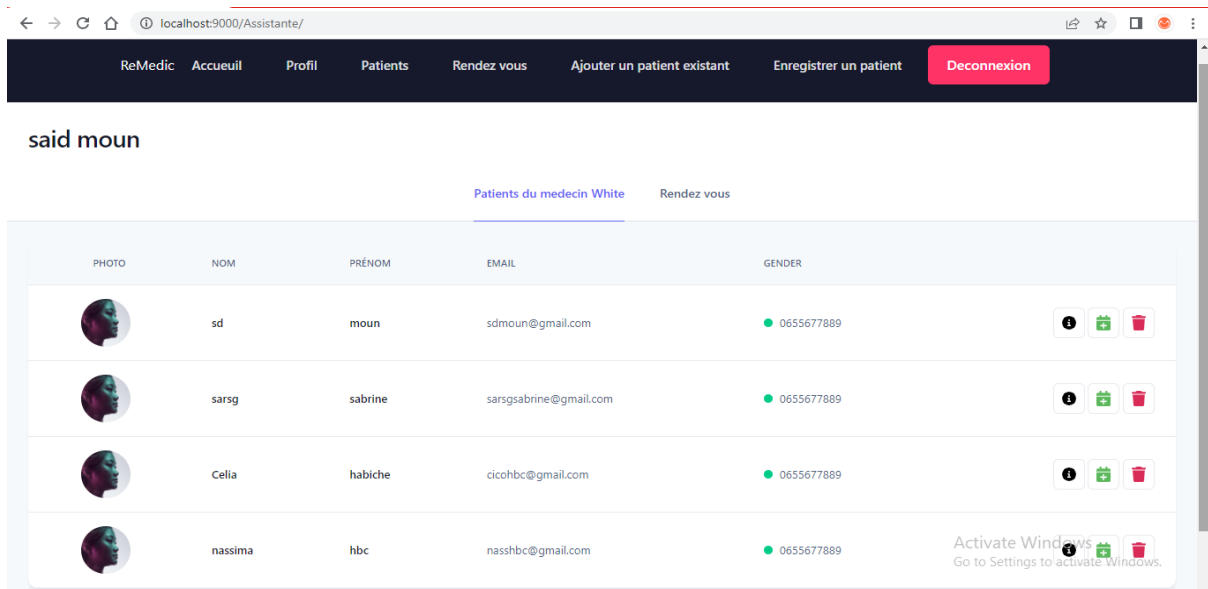 localhost:9000/Assistante/
ReMedic Accueuil Profil Patients Rendez vous Ajouter un patient existant Enregistrer un patient Deconnexion
said moun
Patients du medecin White Rendez vous
PHOTO NOM PRÉNOM EMAIL GENDER
sd moun sdmoun@gmail.com 0655677889
sarsg sabrine sarsgsabrine@gmail.com 0655677889
Celia habiche cicohbc@gmail.com 0655677889
nassima hbc nasshbc@gmail.com 0655677889
Activate Windows
Go to Settings to activate Windows.